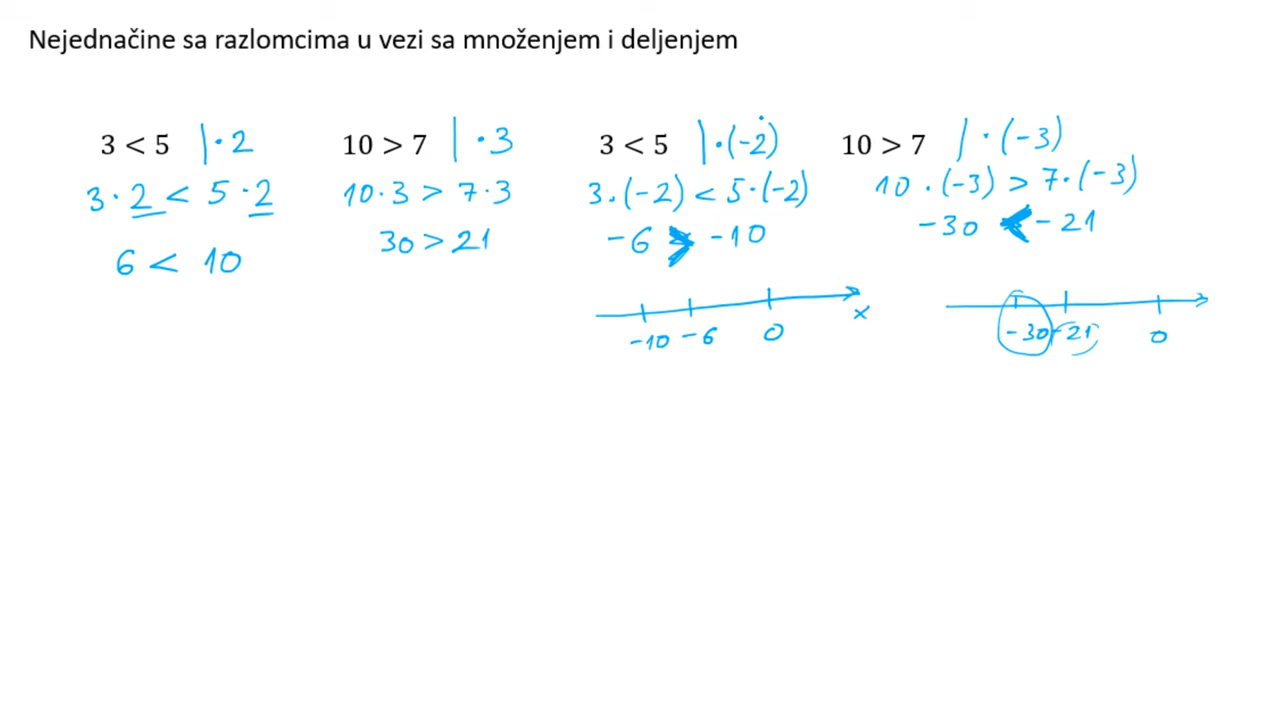 Nejednačine sa razlomcima u vezi sa množenjem i deljenjem
3 < 5 | · 2
3 · 2 < 5 · 2
6 < 10
10 > 7 | · 3
10 · 3 > 7 · 3
30 > 21
3 < 5 | · (-2)
3 · (-2) < 5 · (-2)
-6 > -10
-10 -6 0 x
10 > 7 | · (-3)
10 · (-3) > 7 · (-3)
-30 < -21
-30 -21 0